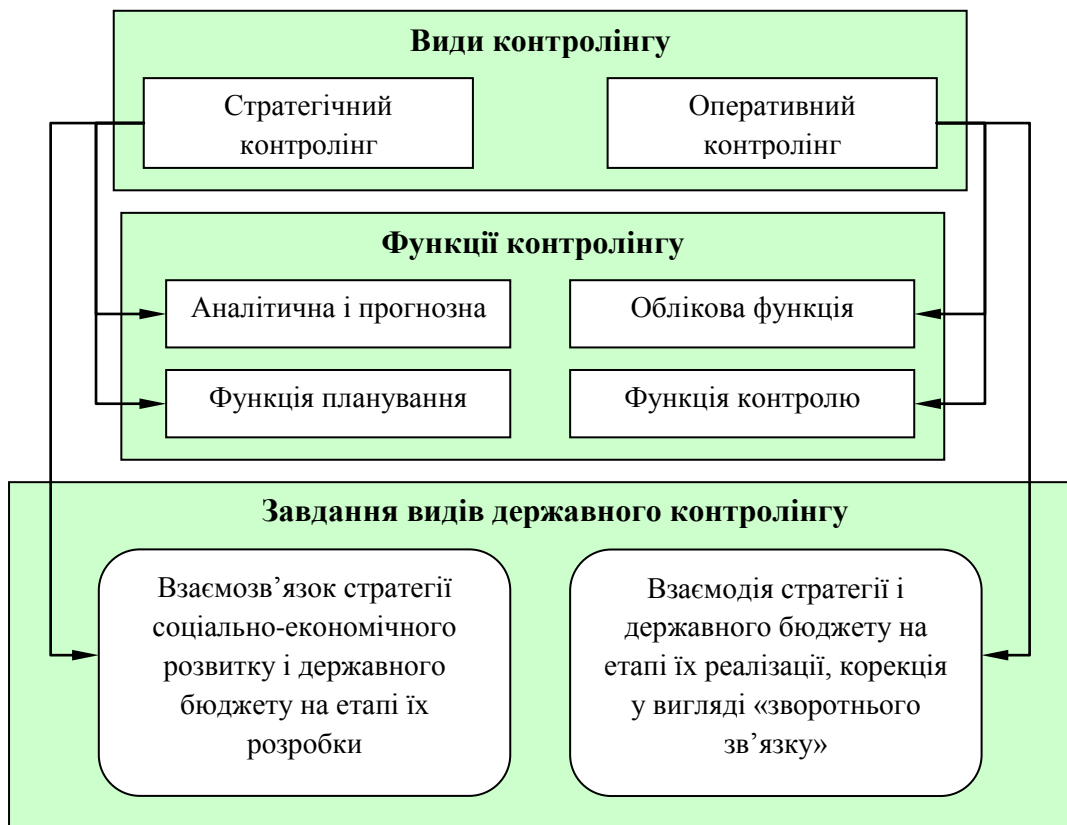 Види контролінгу
Стратегічний
контролінг
Оперативний
контролінг
Функції контролінгу
Аналітична і прогнозна
Облікова функція
Функція планування
Функція контролю
Завдання видів державного контролінгу
Взаємозв’язок стратегії
соціально-економічного
розвитку і державного
бюджету на етапі їх
розробки
Взаємодія стратегії і
державного бюджету на
етапі їх реалізації, корекція
у вигляді «зворотнього
зв’язку»